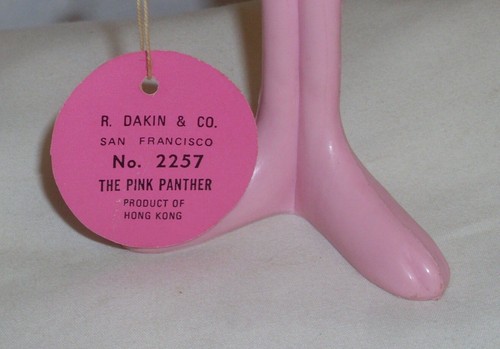 R. DAKIN & CO.
SAN FRANCISCO
No. 2257
THE PINK PANTHER
PRODUCT OF
HONG KONG